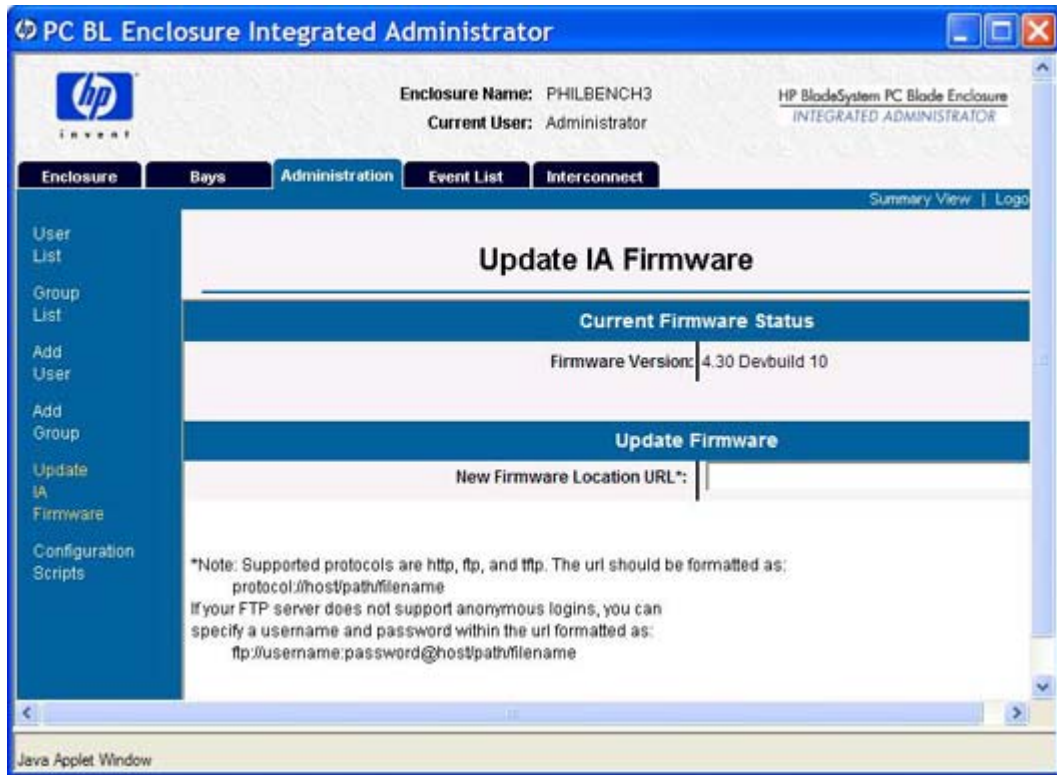 PC BL Enclosure Integrated Administrator
hp
invent
Enclosure Name: PHILBENCH3
Current User: Administrator
HP BladeSystem PC Blade Enclosure
INTEGRATED ADMINISTRATOR
Enclosure Bays Administration Event List Interconnect
Summary View | Logo
User
List
Group
List
Add
User
Add
Group
Update
IA
Firmware
Configuration
Scripts
Update IA Firmware
Current Firmware Status
Firmware Version: 4.30 Devbuild 10
Update Firmware
New Firmware Location URL*:
*Note: Supported protocols are http, ftp, and tftp. The url should be formatted as:
protocol://host/path/filename
If your FTP server does not support anonymous logins, you can
specify a username and password within the url formatted as:
ftp://username:password@host/path/filename
Java Applet Window